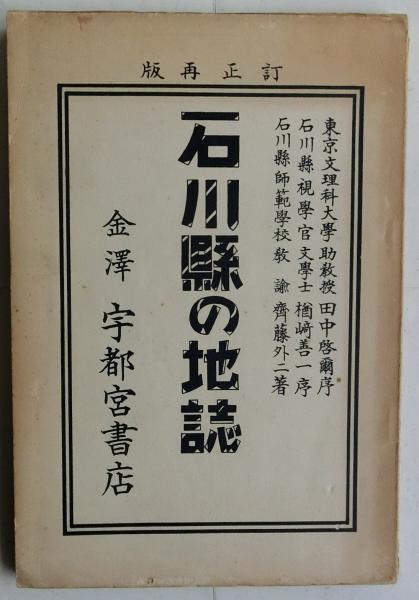 訂正再版
東京文理科大學助敎授 田中啓爾序
石川縣視學官文學士 楢﨑善一序
石川縣師範學校敎諭 齊藤外二著
石川縣の地誌
金澤 宇都宮書店